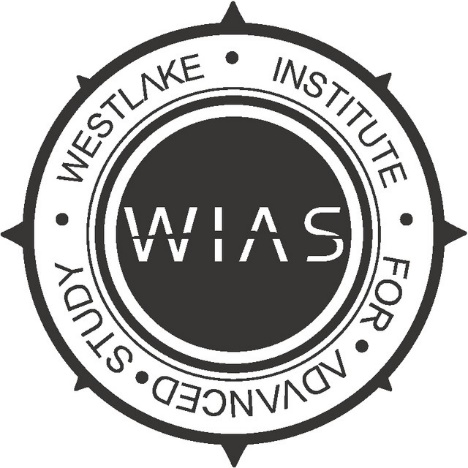 WESTLAKE • INSTITUTE • FOR • ADVANCED • STUDY •
WIAS